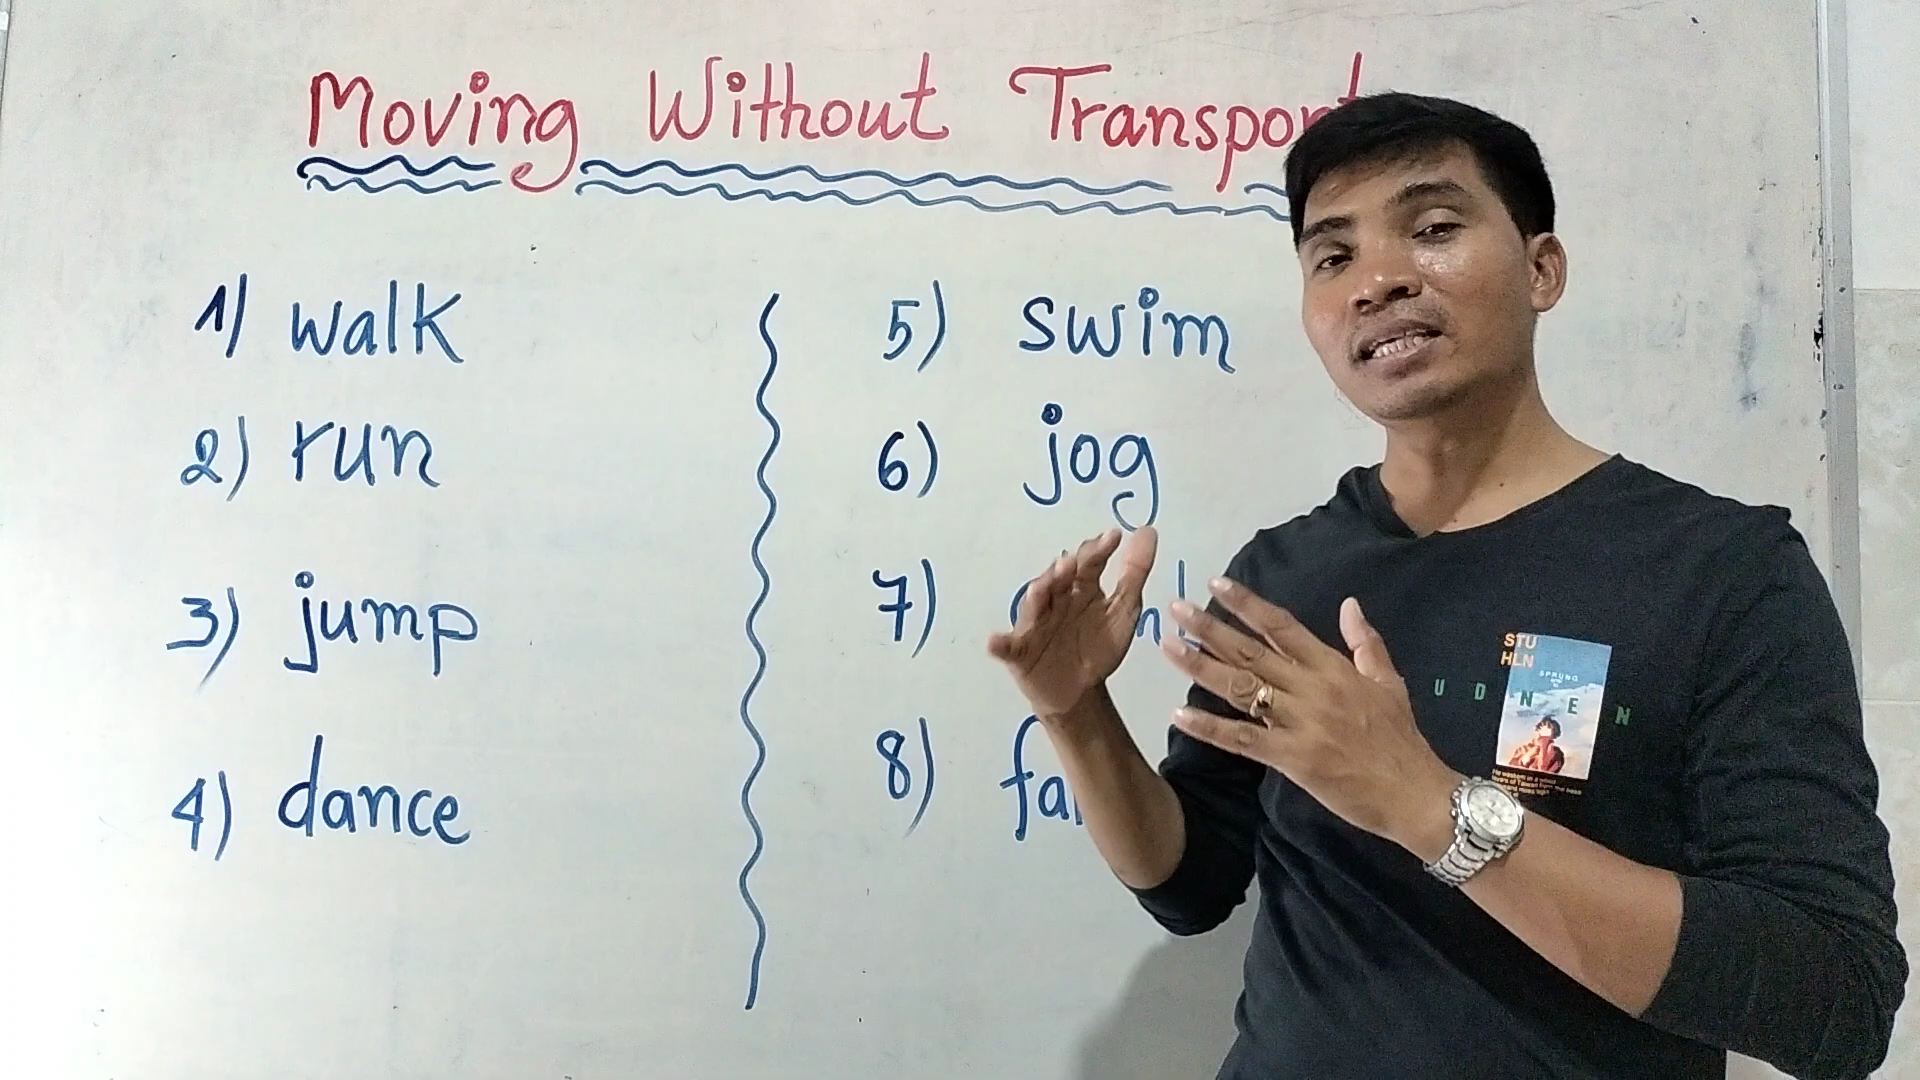 Moving Without Transport
1) walk
2) run
3) jump
4) dance
5) swim
6) jog
7)
8)
STU
HLN
SPRUNG
U D N E N